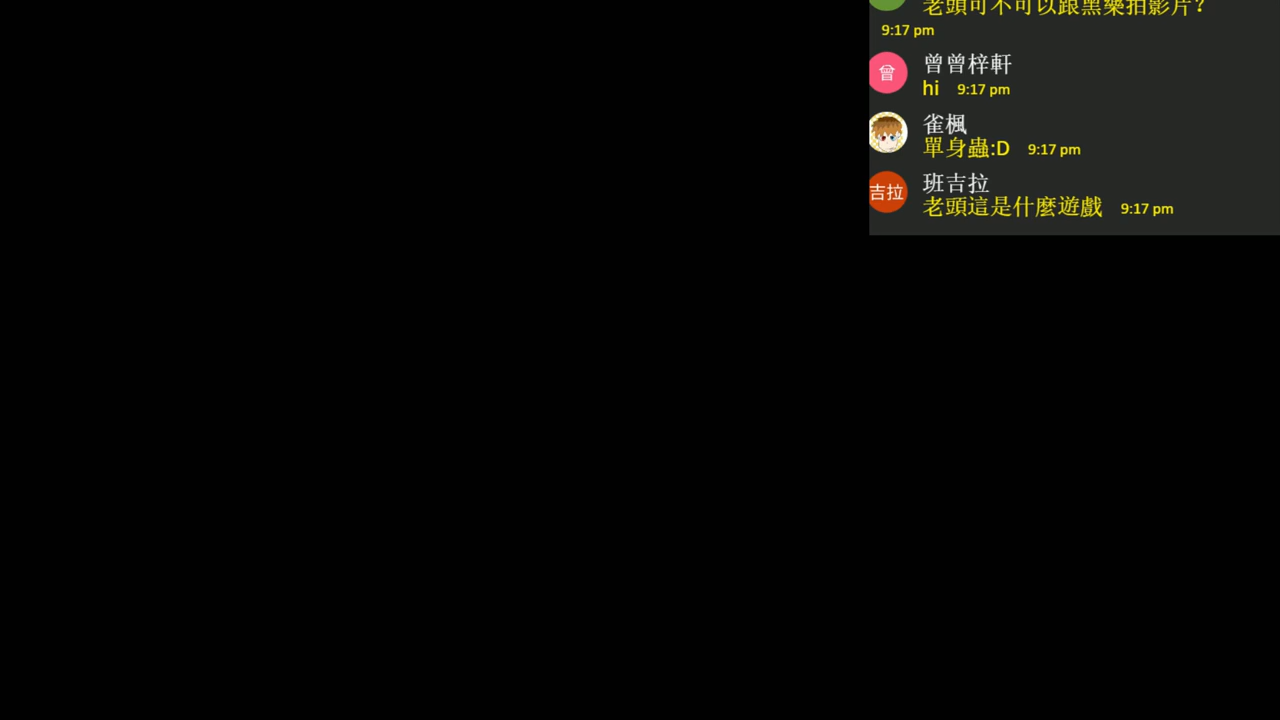 老頭可不可以跟黑樂拍影片？
9:17 pm
曾
曾曾梓軒
hi 9:17 pm
雀楓
單身蟲:D 9:17 pm
吉拉
班吉拉
老頭這是什麼遊戲 9:17 pm